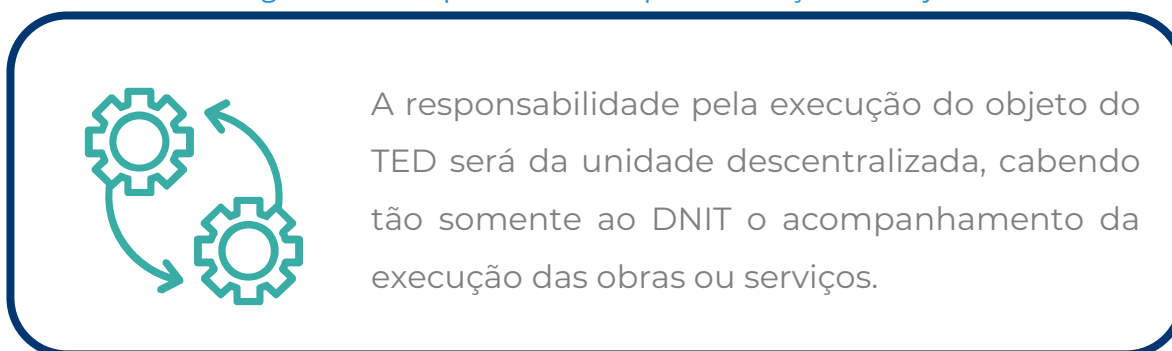 A responsabilidade pela execução do objeto do
TED será da unidade descentralizada, cabendo
tão somente ao DNIT o acompanhamento da
execução das obras ou serviços.